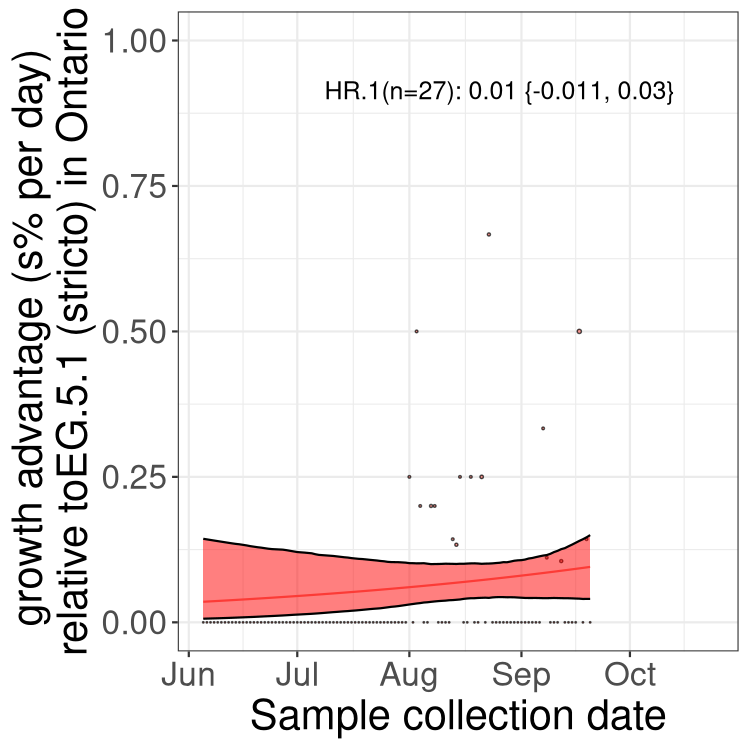 growth advantage (s% per day)
relative toEG.5.1 (stricto) in Ontario
1.00
0.75
0.50
0.25
0.00
HR.1(n=27): 0.01 {-0.011, 0.03}
Jun Jul Aug Sep Oct
Sample collection date